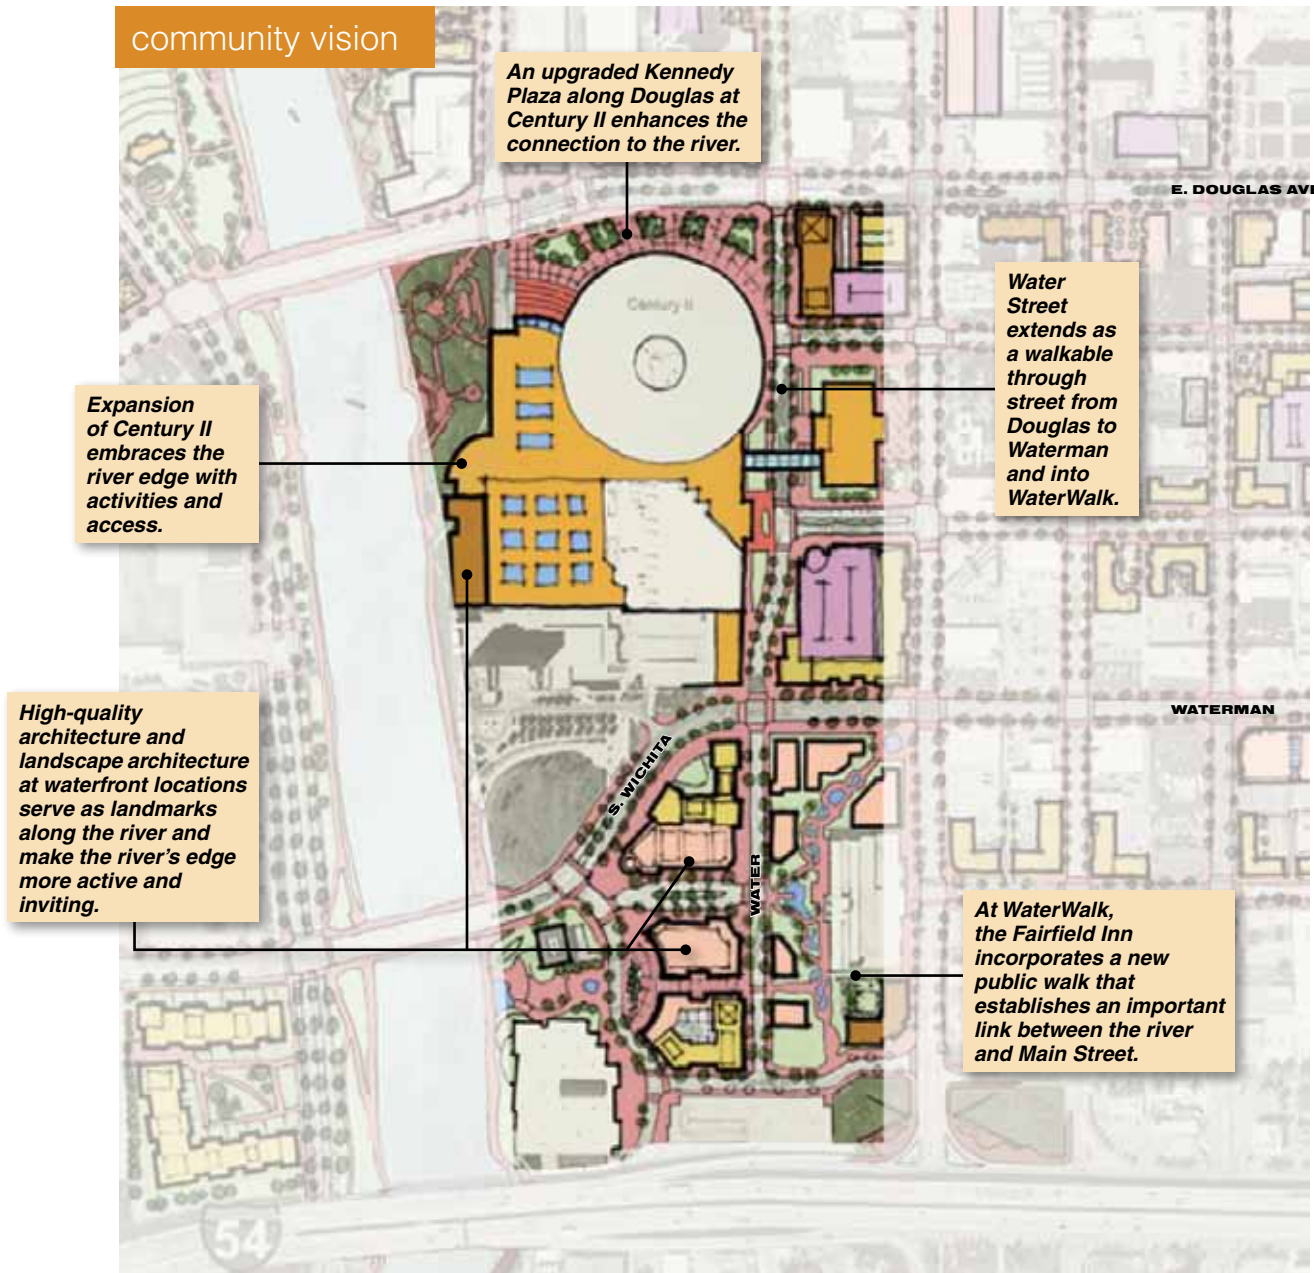 community vision
An upgraded Kennedy
Plaza along Douglas at
Century II enhances the
connection to the river.
E. DOUGLAS AV
Century II
Water
Street
extends as
a walkable
through
street from
Douglas to
Waterman
and into
WaterWalk.
Expansion
of Century II
embraces the
river edge with
activities and
access.
High-quality
architecture and
landscape architecture
at waterfront locations
serve as landmarks
along the river and
make the river's edge
more active and
inviting.
WATERMAN
S. WICHITA
WATER
At WaterWalk,
the Fairfield Inn
incorporates a new
public walk that
establishes an important
link between the river
and Main Street.
54